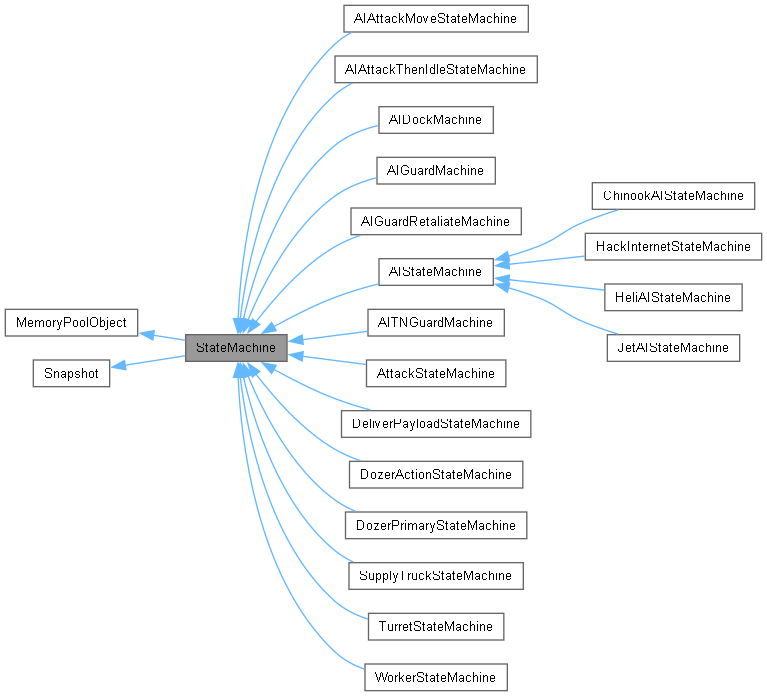 AIAttackMoveStateMachine
AIAttackThenIdleStateMachine
AIDockMachine
AIGuardMachine
ChinookAIStateMachine
AIGuardRetaliateMachine
HackInternetStateMachine
AIStateMachine
HeliAIStateMachine
MemoryPoolObject
AITNGuardMachine
StateMachine
JetAIStateMachine
Snapshot
AttackStateMachine
DeliverPayloadStateMachine
DozerActionStateMachine
DozerPrimaryStateMachine
SupplyTruckStateMachine
TurretStateMachine
WorkerStateMachine